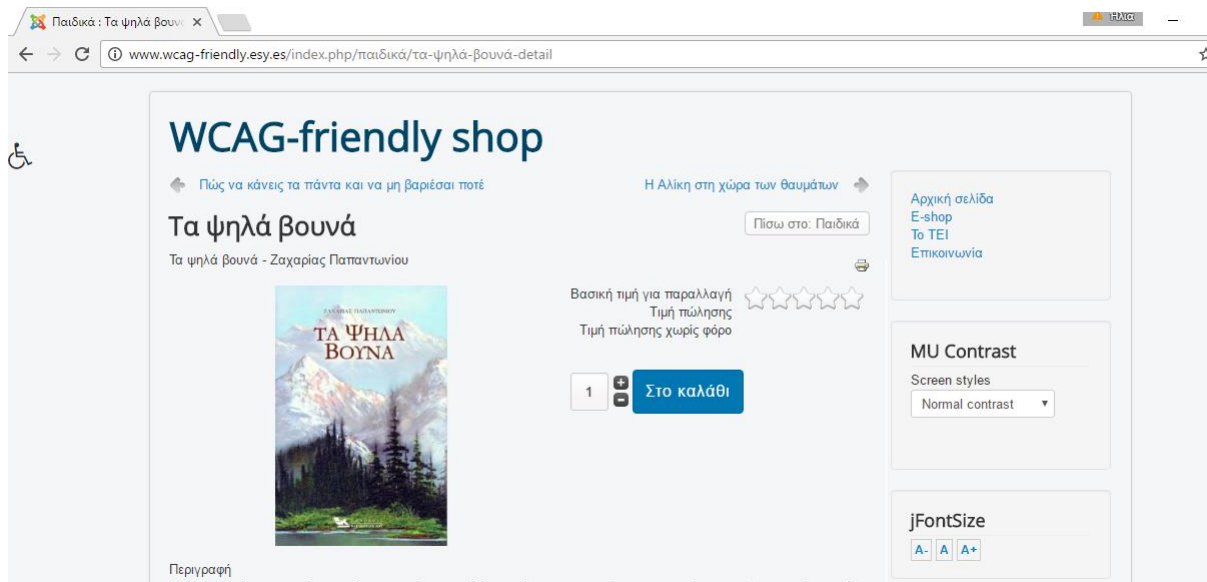 Παιδικά : Τα ψηλά βουν
Ηλία
www.wcag-friendly.esy.es/index.php/παιδικά/τα-ψηλά-βουνά-detail
WCAG-friendly shop
Πώς να κάνεις τα πάντα και να μη βαριέσαι ποτέ
Η Αλίκη στη χώρα των θαυμάτων
Τα ψηλά βουνά
Πίσω στο: Παιδικά
Τα ψηλά βουνά - Ζαχαρίας Παπαντωνίου
ΖΑΧΑΡΙΑΣ ΠΑΠΑΝΤΩΝΙΟΥ
ΤΑ ΨΗΛΑ
ΒΟΥΝΑ
Βασική τιμή για παραλλαγή
Τιμή πώλησης
Τιμή πώλησης χωρίς φόρο
1
Στο καλάθι
Περιγραφή
Αρχική σελίδα
E-shop
Το ΤΕΙ
Επικοινωνία
MU Contrast
Screen styles
Normal contrast
jFontSize
A- A A+